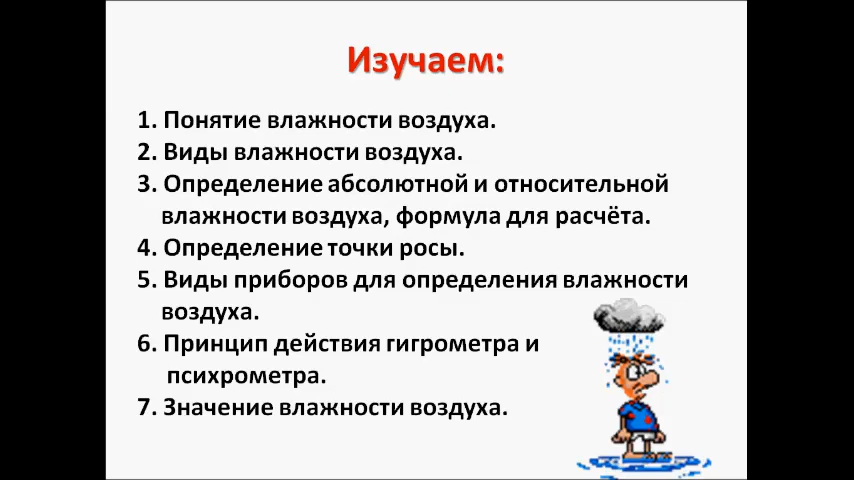 Изучаем:
1. Понятие влажности воздуха.
2. Виды влажности воздуха.
3. Определение абсолютной и относительной
влажности воздуха, формула для расчёта.
4. Определение точки росы.
5. Виды приборов для определения влажности
воздуха.
6. Принцип действия гигрометра и
психрометра.
7. Значение влажности воздуха.